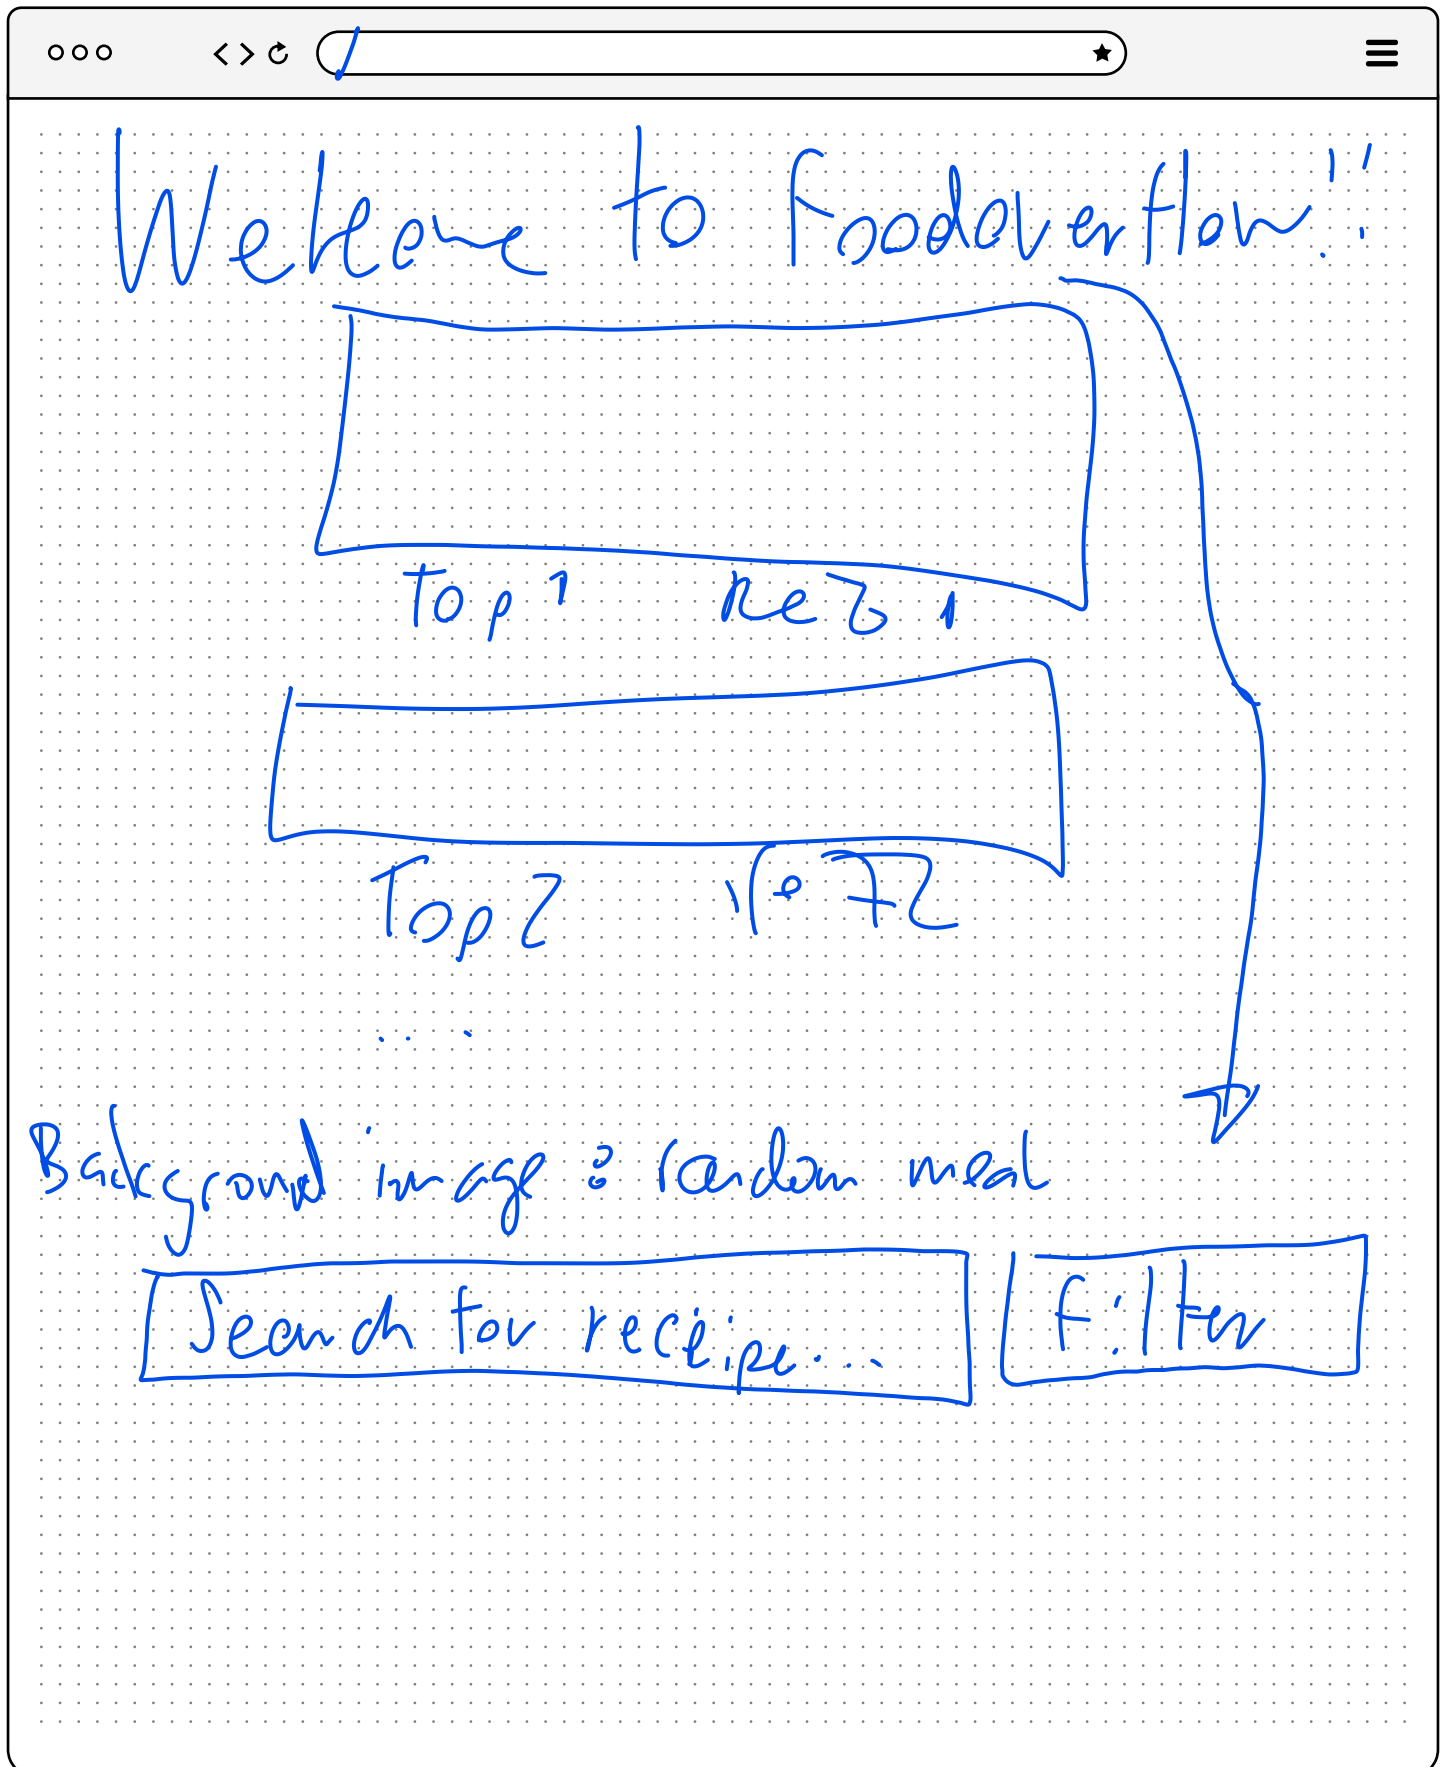 /
Welcome to Foodoverflow!!
Top 1 Rez 1
Top 2 Rez 2
...
Background image: random meal
Search for recipe... Filter